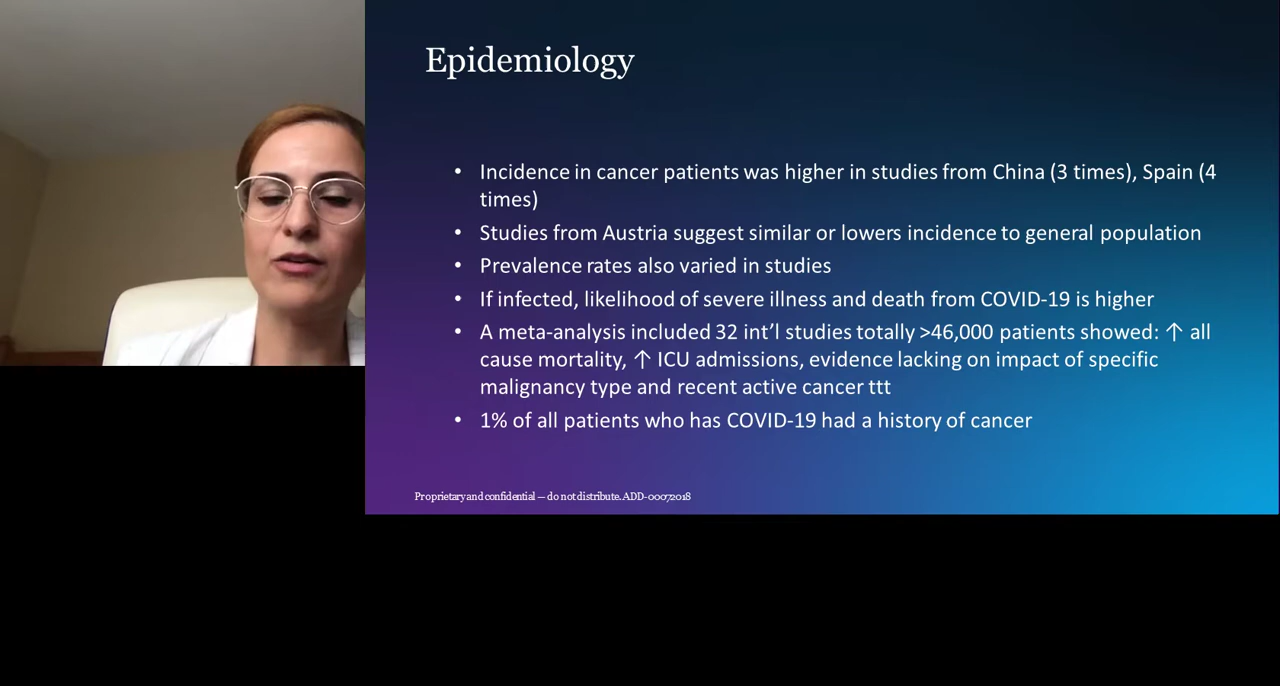 Epidemiology
• Incidence in cancer patients was higher in studies from China (3 times), Spain (4
times)
• Studies from Austria suggest similar or lowers incidence to general population
• Prevalence rates also varied in studies
• If infected, likelihood of severe illness and death from COVID-19 is higher
• A meta-analysis included 32 int’l studies totally >46,000 patients showed: ↑ all
cause mortality, ↑ ICU admissions, evidence lacking on impact of specific
malignancy type and recent active cancer ttt
• 1% of all patients who has COVID-19 had a history of cancer
Proprietary and confidential — do not distribute. ADD-00072018